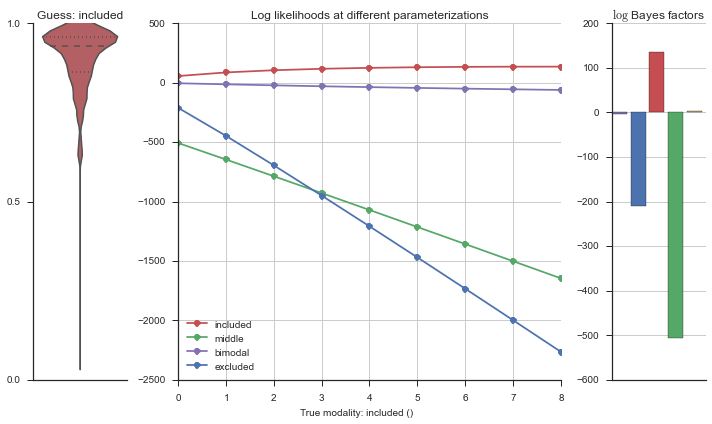 Guess: included
1.0
0.5
0.0
Log likelihoods at different parameterizations
500
0
−500
−1000
−1500
−2000
−2500
included
middle
bimodal
excluded
0 1 2 3 4 5 6 7 8
True modality: included ()
log Bayes factors
200
100
0
−100
−200
−300
−400
−500
−600